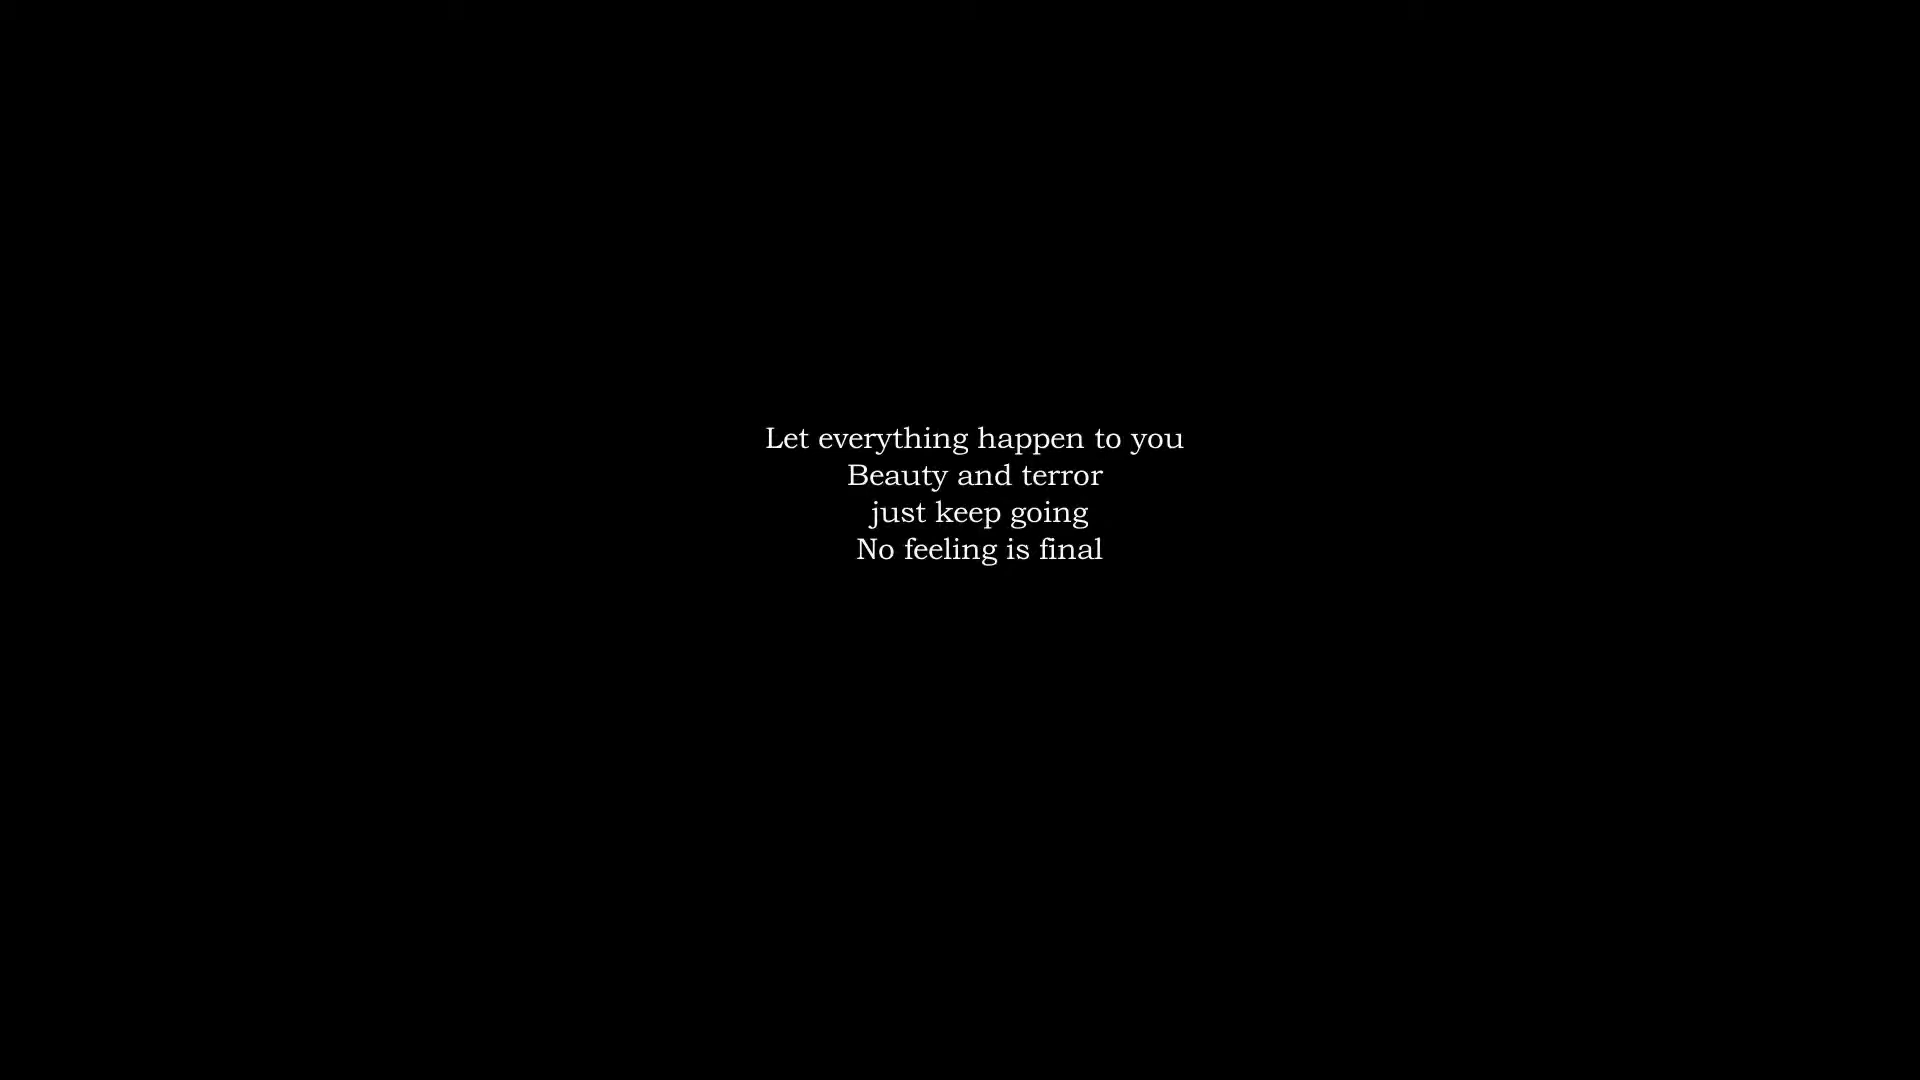 Let everything happen to you
Beauty and terror
just keep going
No feeling is final